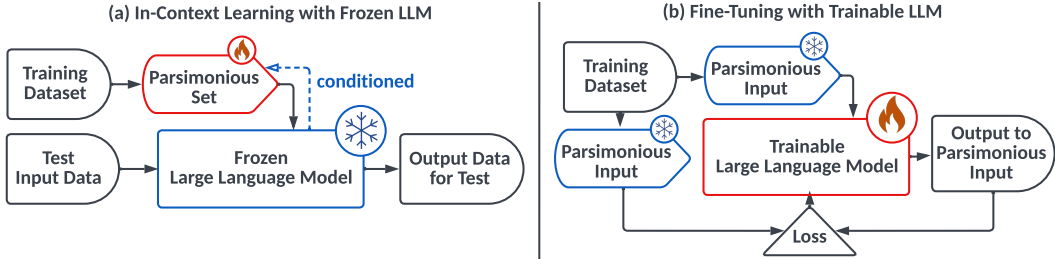 (a) In-Context Learning with Frozen LLM
Training
Dataset
Parsimonious
Set
conditioned
Test
Input Data
Frozen
Large Language Model
Output Data
for Test
(b) Fine-Tuning with Trainable LLM
Training
Dataset
Parsimonious
Input
Parsimonious
Input
Trainable
Large Language Model
Output to
Parsimonious
Input
Loss